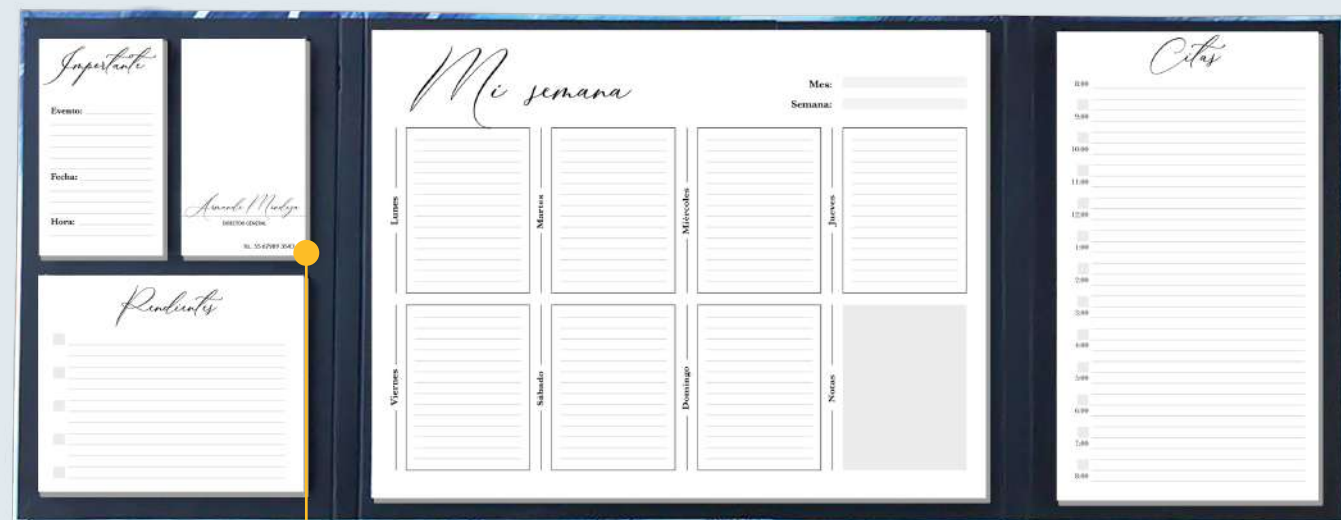 Importante
Evento:
Fecha:
Hora:
Armando Mendoza
DIRECTOR GENERAL
Pendientes
Mi semana
Mes:
Semana:
Lunes
Martes
Miércoles
Jueves
Viernes
Sábado
Domingo
Notas
Citas
8:00
9:00
10:00
11:00
12:00
1:00
2:00
3:00
4:00
5:00
6:00
7:00
8:00